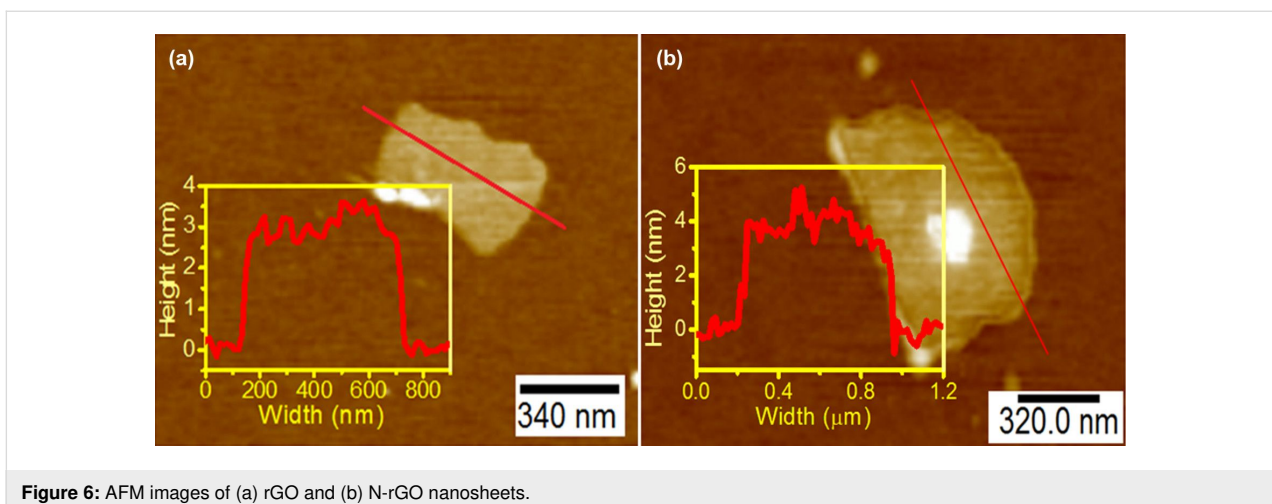 (a)
4
3
2
1
0
Height (nm)
0 200 400 600 800
Width (nm)
340 nm
(b)
6
4
2
0
Height (nm)
0.0 0.4 0.8 1.2
Width (μm)
320.0 nm
Figure 6: AFM images of (a) rGO and (b) N-rGO nanosheets.